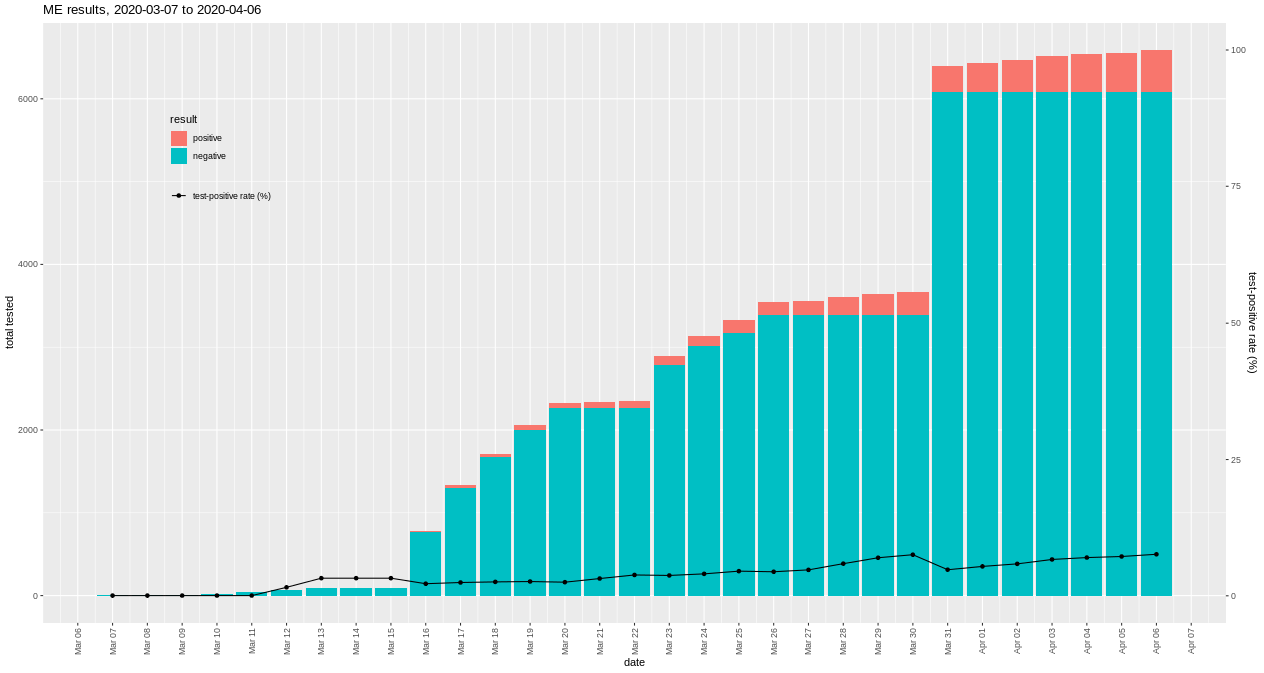 ME results, 2020-03-07 to 2020-04-06
total tested
6000
4000
2000
0
result
positive
negative
test-positive rate (%)
100
75
50
25
0
test-positive rate (%)
Mar 06
Mar 07
Mar 08
Mar 09
Mar 10
Mar 11
Mar 12
Mar 13
Mar 14
Mar 15
Mar 16
Mar 17
Mar 18
Mar 19
Mar 20
Mar 21
Mar 22
Mar 23
Mar 24
Mar 25
Mar 26
Mar 27
Mar 28
Mar 29
Mar 30
Mar 31
Apr 01
Apr 02
Apr 03
Apr 04
Apr 05
Apr 06
Apr 07
date